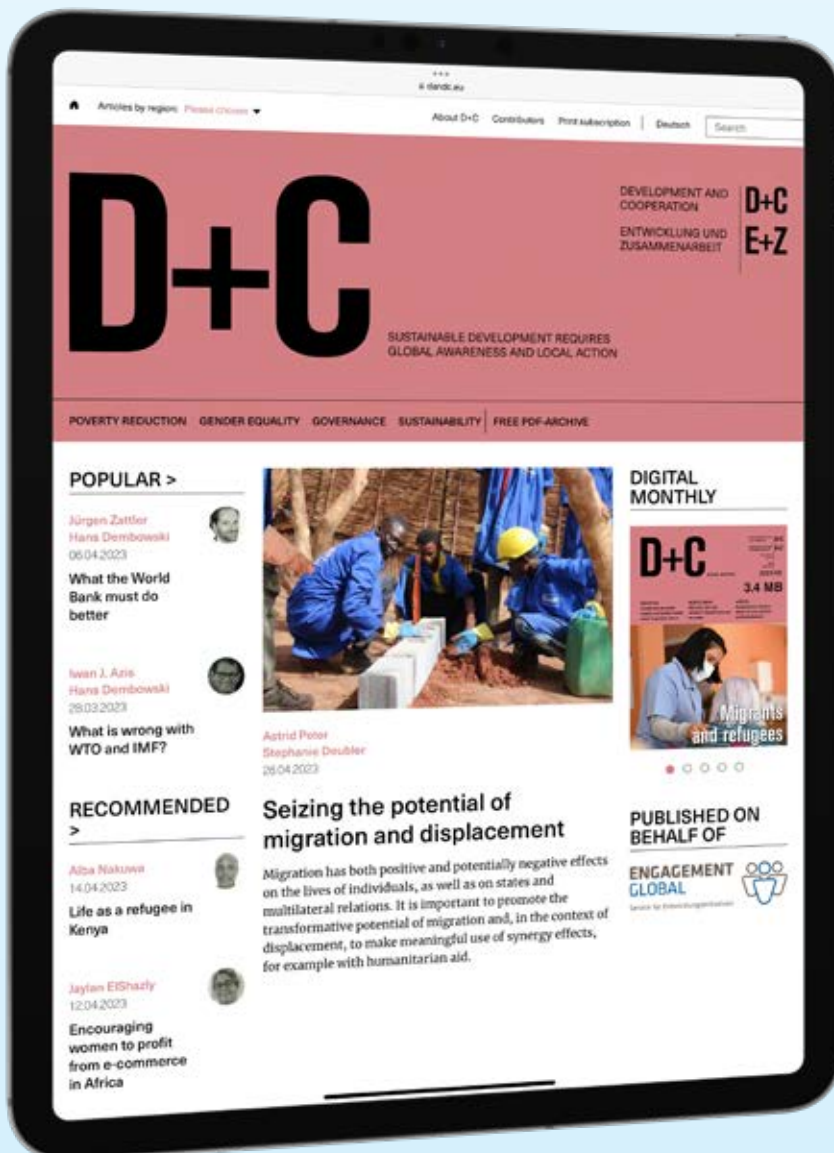 dandc.eu
Articles by region: Please choose
About D+C Contributors Print subscription Deutsch Search
D+C
SUSTAINABLE DEVELOPMENT REQUIRES
GLOBAL AWARENESS AND LOCAL ACTION
DEVELOPMENT AND
COOPERATION
D+C
ENTWICKLUNG UND
ZUSAMMENARBEIT
E+Z
POVERTY REDUCTION GENDER EQUALITY GOVERNANCE SUSTAINABILITY FREE PDF-ARCHIVE
POPULAR >
Jürgen Zattler
Hans Dembowski
06.04.2023
What the World
Bank must do
better
Iwan J. Azis
Hans Dembowski
28.03.2023
What is wrong with
WTO and IMF?
RECOMMENDED
>
Alba Nakuwa
14.04.2023
Life as a refugee in
Kenya
Jaylan ElShazly
12.04.2023
Encouraging
women to profit
from e-commerce
in Africa
Astrid Peter
Stephanie Deubler
26.04.2023
Seizing the potential of
migration and displacement
Migration has both positive and potentially negative effects
on the lives of individuals, as well as on states and
multilateral relations. It is important to promote the
transformative potential of migration and, in the context of
displacement, to make meaningful use of synergy effects,
for example with humanitarian aid.
DIGITAL
MONTHLY
D+C
3.4 MB
Migrants
and refugees
PUBLISHED ON
BEHALF OF
ENGAGEMENT
GLOBAL
Service für Entwicklungsinitiativen